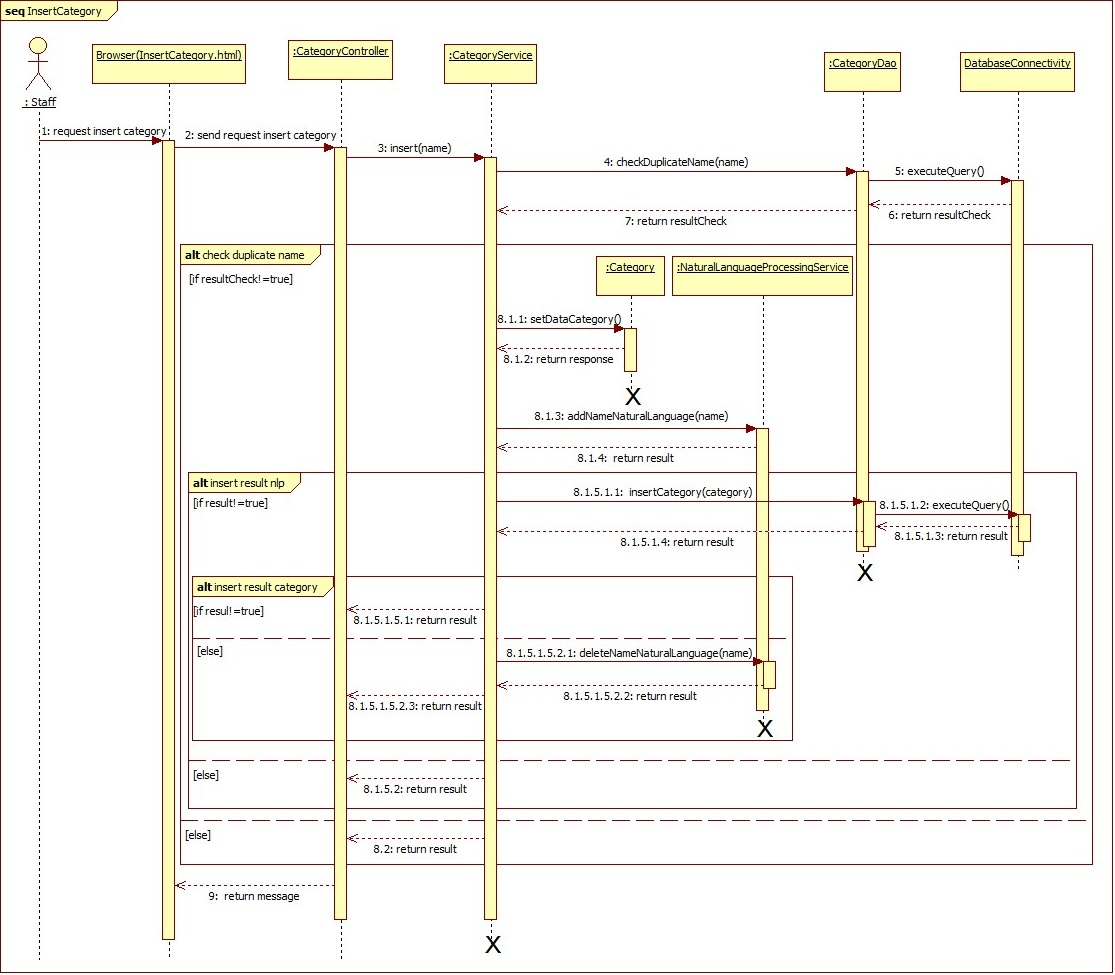 seq InsertCategory
: Staff
Browser(InsertCategory.html)
:CategoryController
:CategoryService
:CategoryDao
DatabaseConnectivity
1: request insert category
2: send request insert category
3: insert(name)
4: checkDuplicateName(name)
5: executeQuery()
6: return resultCheck
7: return resultCheck
alt check duplicate name
[if resultCheck!=true]
:Category
:NaturalLanguageProcessingService
8.1.1: setDataCategory()
8.1.2: return response
X
8.1.3: addNameNaturalLanguage(name)
8.1.4: return result
alt insert result nlp
[if result!=true]
8.1.5.1.1: insertCategory(category)
8.1.5.1.2: executeQuery()
8.1.5.1.3: return result
8.1.5.1.4: return result
X
alt insert result category
[if resul!=true]
8.1.5.1.5.1: return result
[else]
8.1.5.1.5.2.1: deleteNameNaturalLanguage(name)
8.1.5.1.5.2.2: return result
8.1.5.1.5.2.3: return result
X
[else]
8.1.5.2: return result
[else]
8.2: return result
9: return message
X